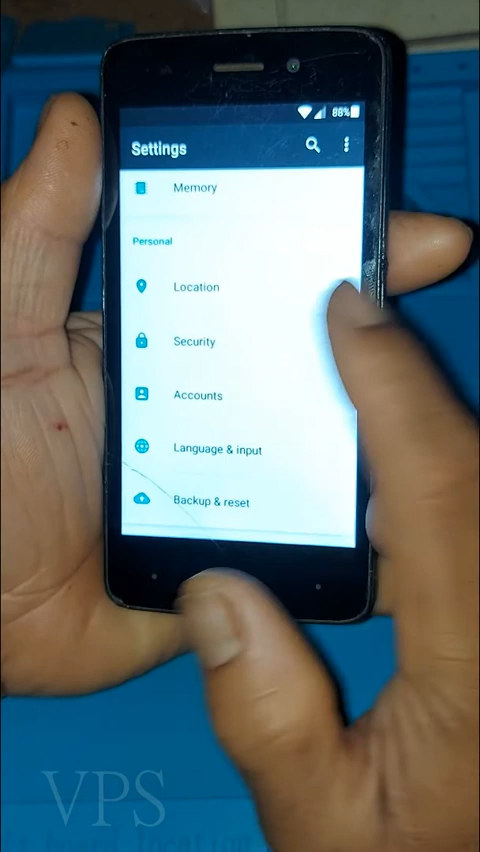 88%
Settings
Memory
Personal
Location
Security
Accounts
Language & input
Backup & reset
VPS